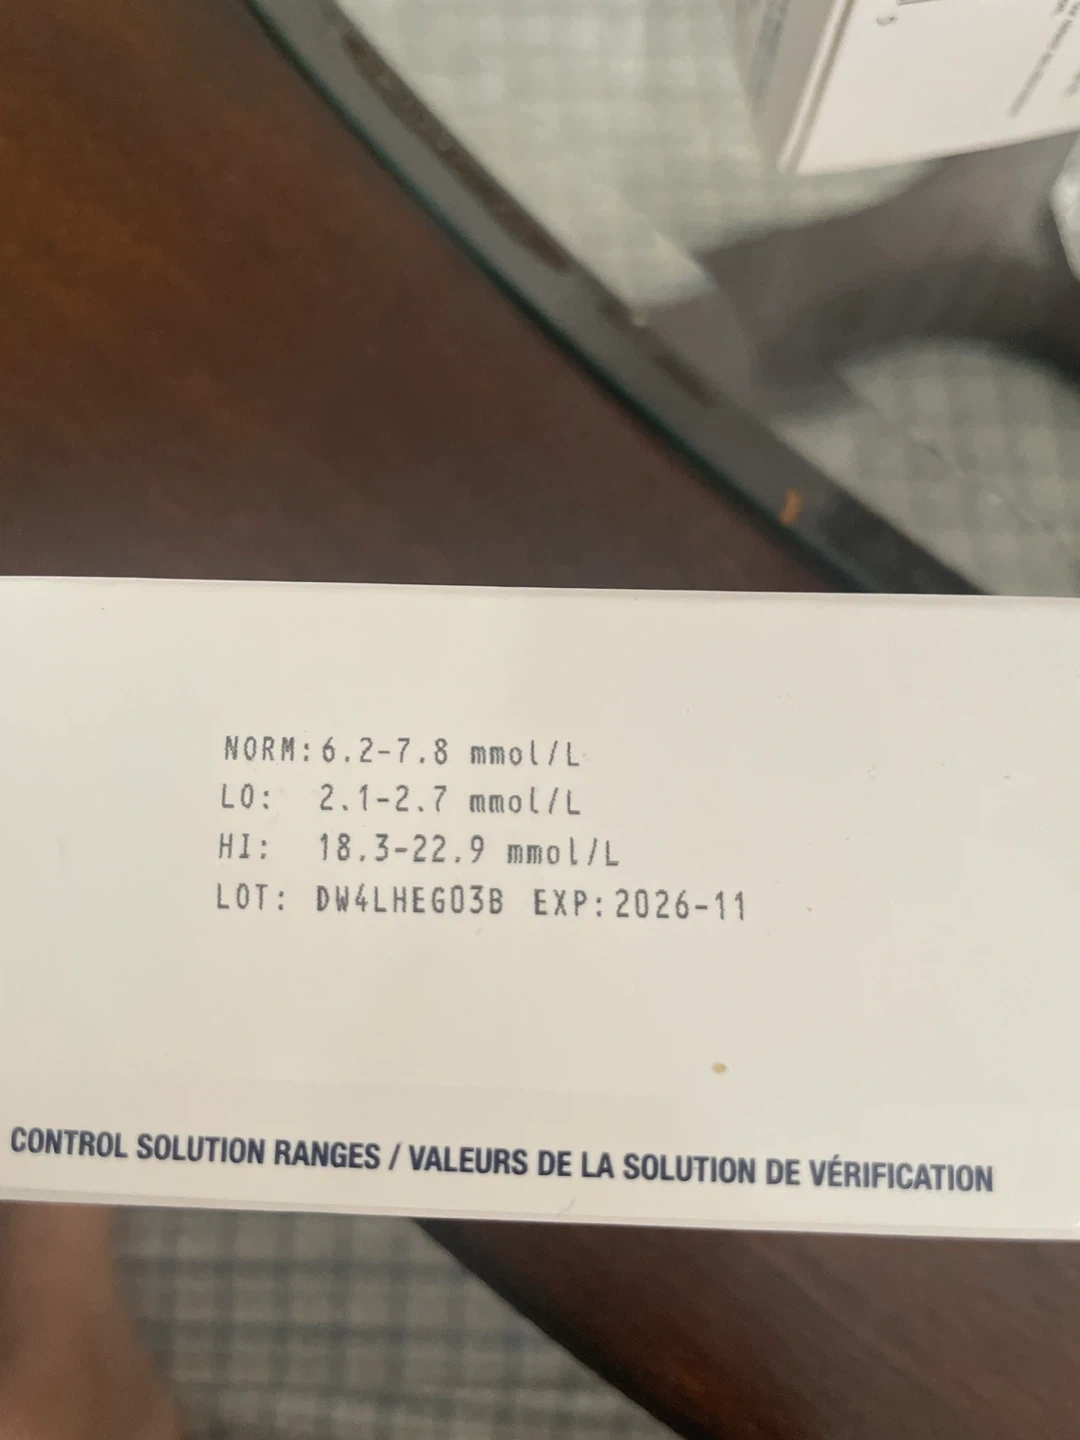 NORM: 6.2-7.8 mmol/L
LO: 2.1-2.7 mmol/L
HI: 18.3-22.9 mmol/L
LOT: DW4LHEG03B EXP: 2026-11
CONTROL SOLUTION RANGES / VALEURS DE LA SOLUTION DE VÉRIFICATION